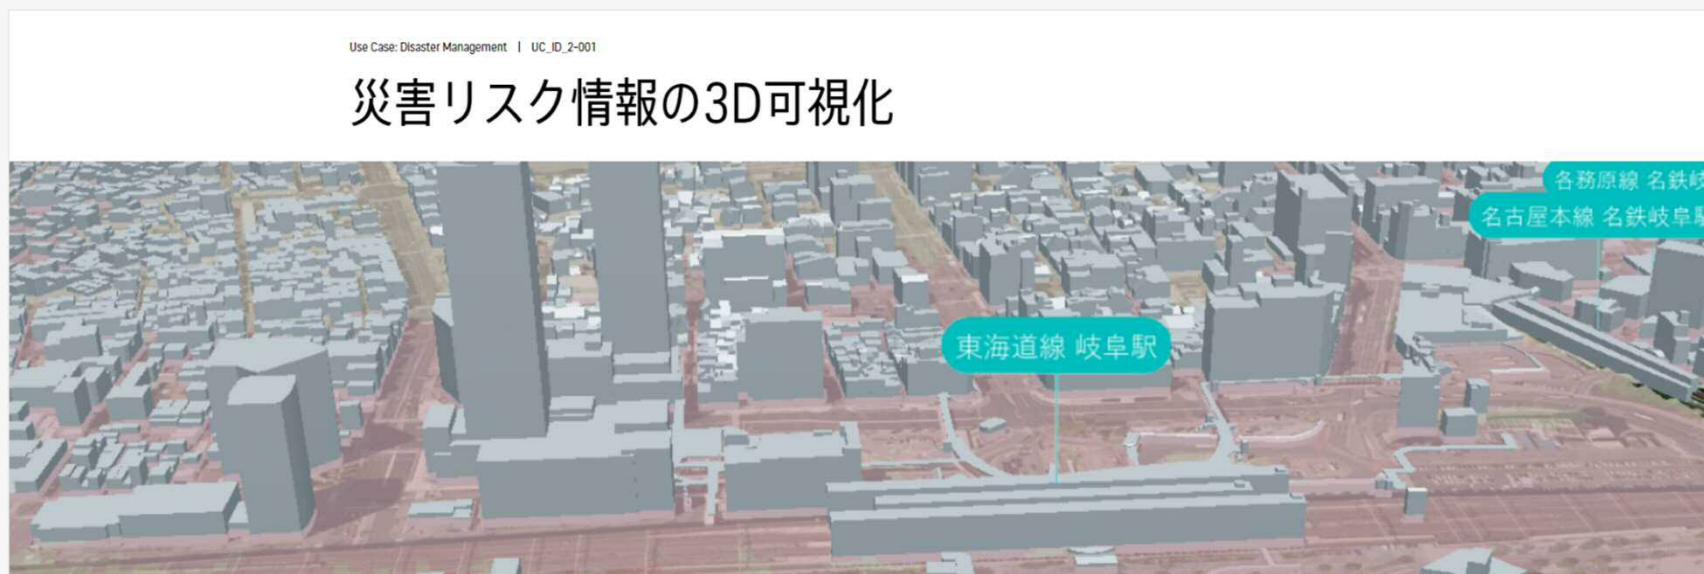 Use Case: Disaster Management | UC_ID_2-001
災害リスク情報の3D可視化
各務原線 名鉄岐
名古屋本線 名鉄岐阜駅
東海道線 岐阜駅